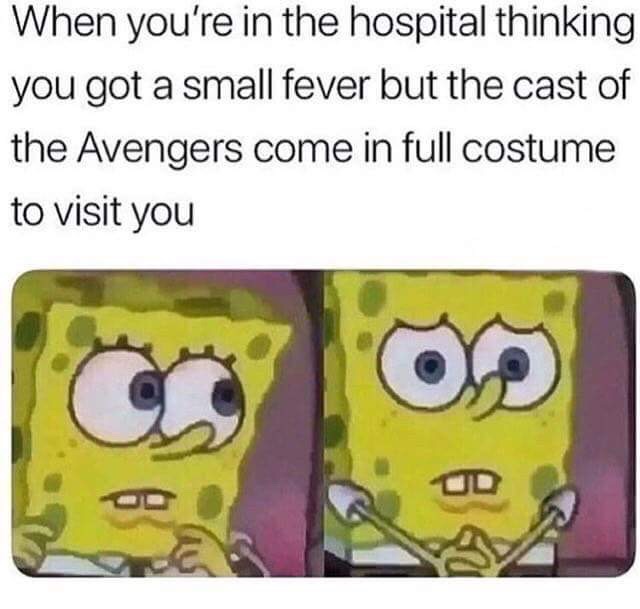 When you're in the hospital thinking
you got a small fever but the cast of
the Avengers come in full costume
to visit you